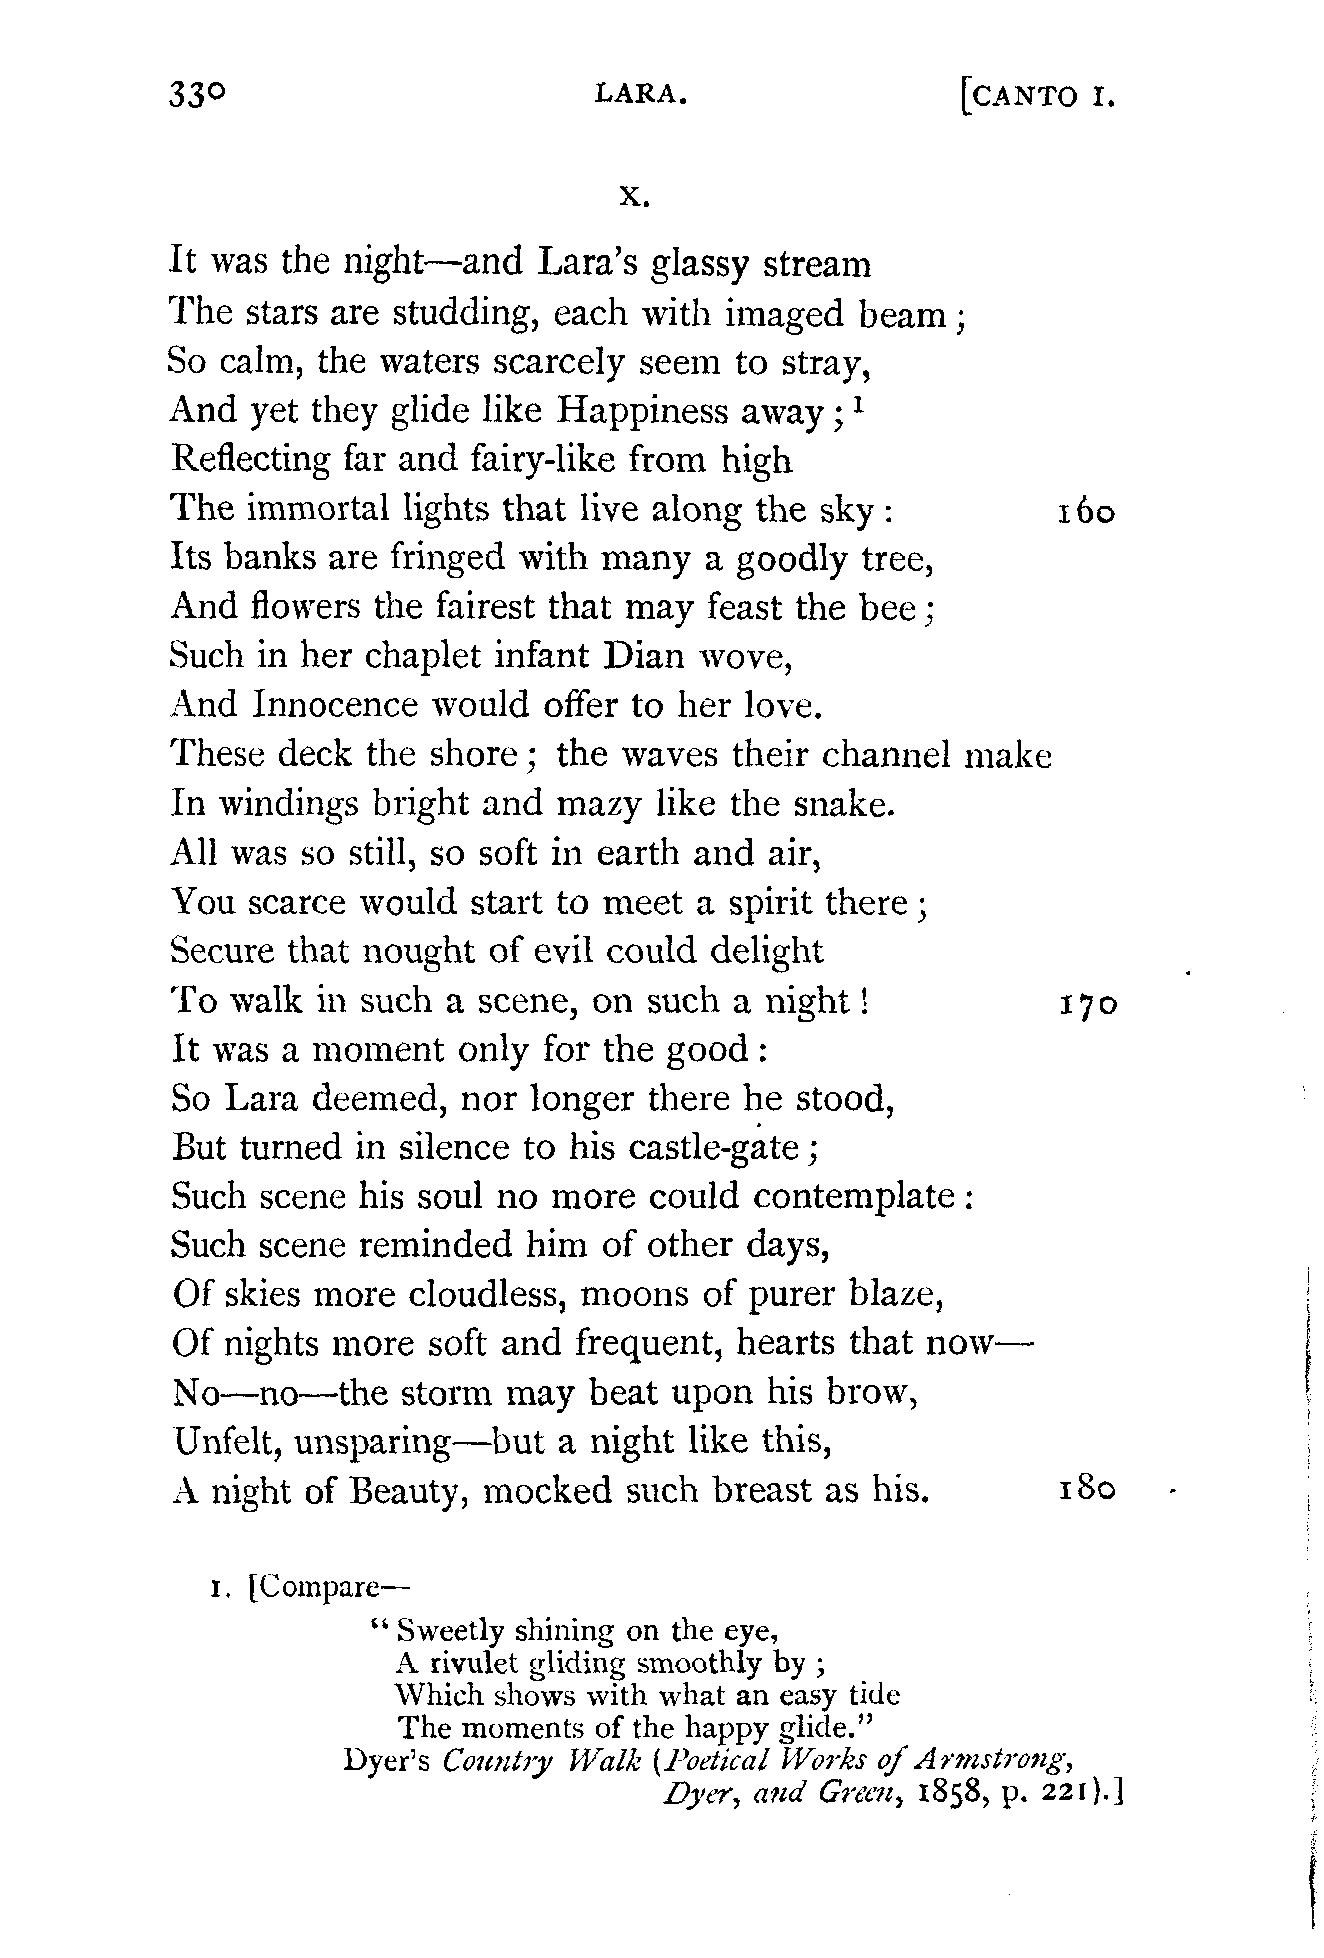 330 LARA. [CANTO I.
X.
It was the night—and Lara's glassy stream
The stars are studding, each with imaged beam;
So calm, the waters scarcely seem to stray,
And yet they glide like Happiness away;¹
Reflecting far and fairy-like from high
The immortal lights that live along the sky: 160
Its banks are fringed with many a goodly tree,
And flowers the fairest that may feast the bee;
Such in her chaplet infant Dian wove,
And Innocence would offer to her love.
These deck the shore; the waves their channel make
In windings bright and mazy like the snake.
All was so still, so soft in earth and air,
You scarce would start to meet a spirit there;
Secure that nought of evil could delight
To walk in such a scene, on such a night! 170
It was a moment only for the good:
So Lara deemed, nor longer there he stood,
But turned in silence to his castle-gate;
Such scene his soul no more could contemplate:
Such scene reminded him of other days,
Of skies more cloudless, moons of purer blaze,
Of nights more soft and frequent, hearts that now—
No—no—the storm may beat upon his brow,
Unfelt, unsparing—but a night like this,
A night of Beauty, mocked such breast as his. 180
1. [Compare—
"Sweetly shining on the eye,
A rivulet gliding smoothly by;
Which shows with what an easy tide
The moments of the happy glide."
Dyer's Country Walk (Poetical Works of Armstrong,
Dyer, and Green, 1858, p. 221).]